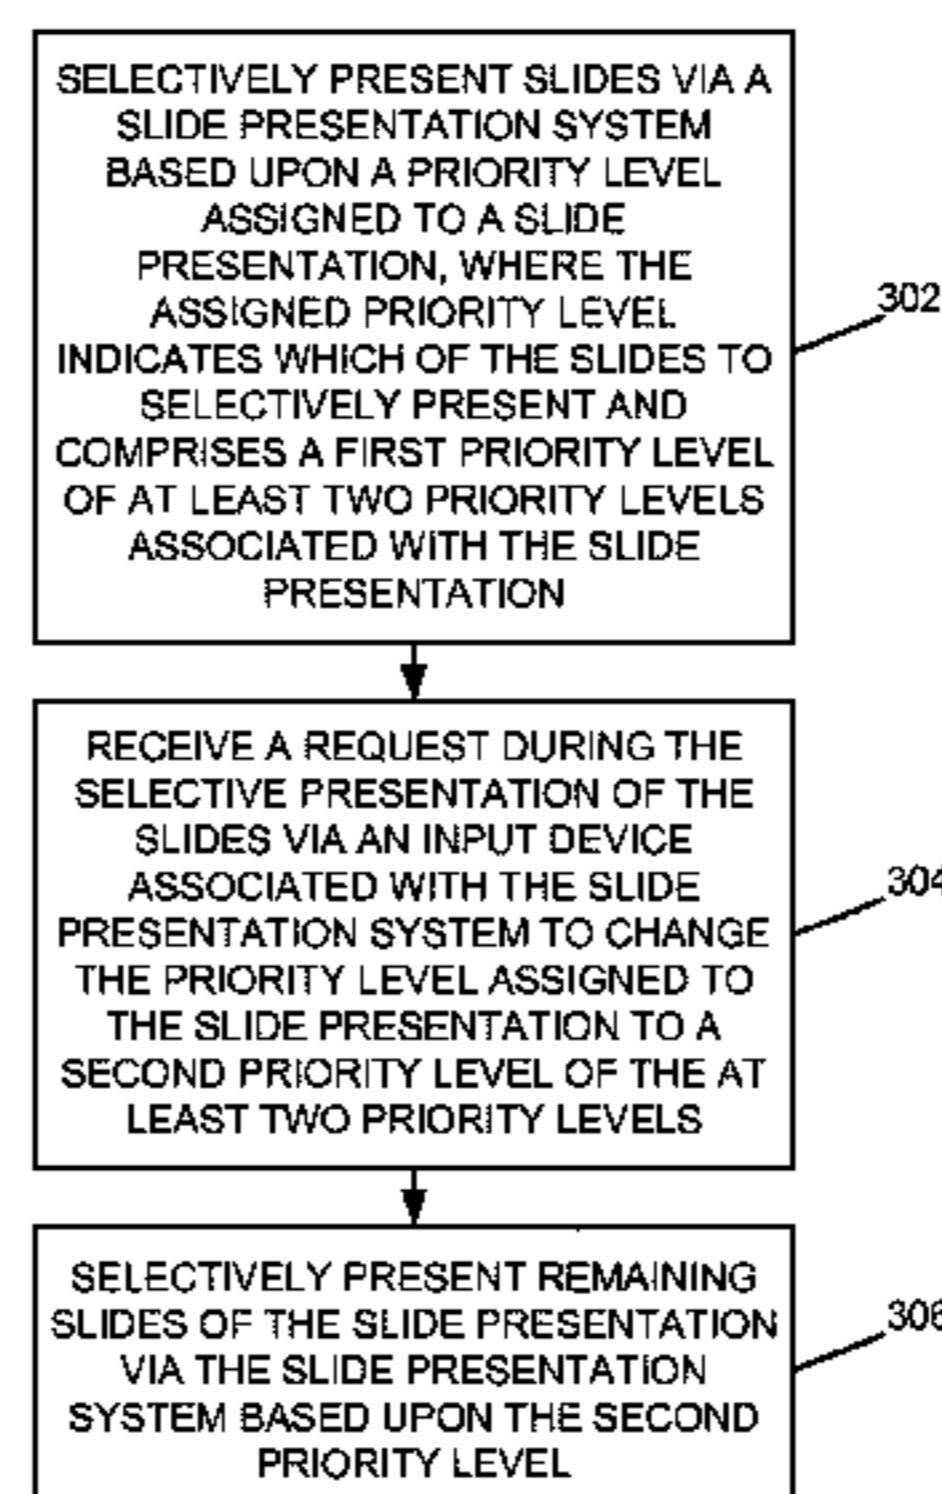 SELECTIVELY PRESENT SLIDES VIA A
SLIDE PRESENTATION SYSTEM
BASED UPON A PRIORITY LEVEL
ASSIGNED TO A SLIDE
PRESENTATION, WHERE THE
ASSIGNED PRIORITY LEVEL
INDICATES WHICH OF THE SLIDES TO
SELECTIVELY PRESENT AND
COMPRISES A FIRST PRIORITY LEVEL
OF AT LEAST TWO PRIORITY LEVELS
ASSOCIATED WITH THE SLIDE
PRESENTATION
302
RECEIVE A REQUEST DURING THE
SELECTIVE PRESENTATION OF THE
SLIDES VIA AN INPUT DEVICE
ASSOCIATED WITH THE SLIDE
PRESENTATION SYSTEM TO CHANGE
THE PRIORITY LEVEL ASSIGNED TO
THE SLIDE PRESENTATION TO A
SECOND PRIORITY LEVEL OF THE AT
LEAST TWO PRIORITY LEVELS
304
SELECTIVELY PRESENT REMAINING
SLIDES OF THE SLIDE PRESENTATION
VIA THE SLIDE PRESENTATION
SYSTEM BASED UPON THE SECOND
PRIORITY LEVEL
306